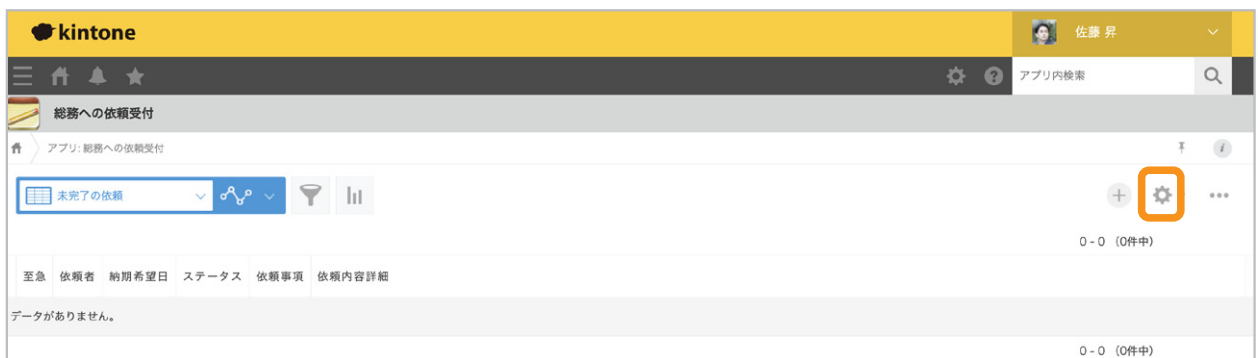 kintone
佐藤 昇
アプリ内検索
総務への依頼受付
アプリ: 総務への依頼受付
未完了の依頼
0 - 0 (0件中)
至急 依頼者 納期希望日 ステータス 依頼事項 依頼内容詳細
データがありません。
0 - 0 (0件中)